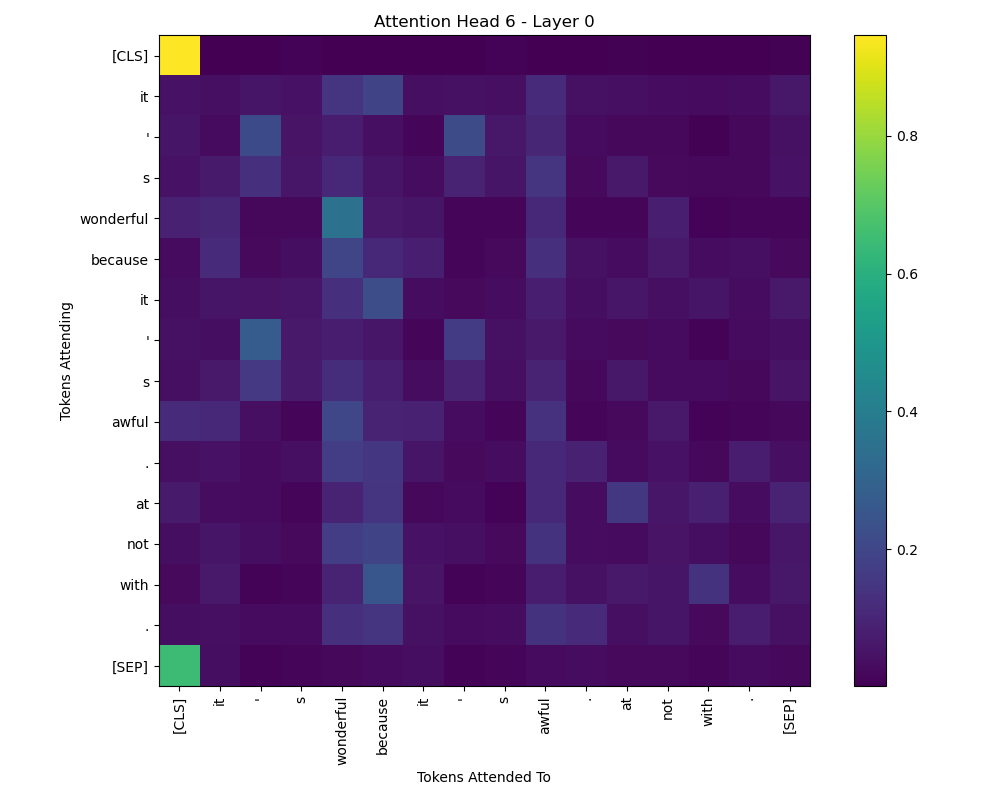 Attention Head 6 - Layer 0
[CLS]
it
'
s
wonderful
because
it
'
s
awful
.
at
not
with
.
[SEP]
Tokens Attending
[CLS]
it
'
s
wonderful
because
it
'
s
awful
.
at
not
with
.
[SEP]
Tokens Attended To
0.8
0.6
0.4
0.2